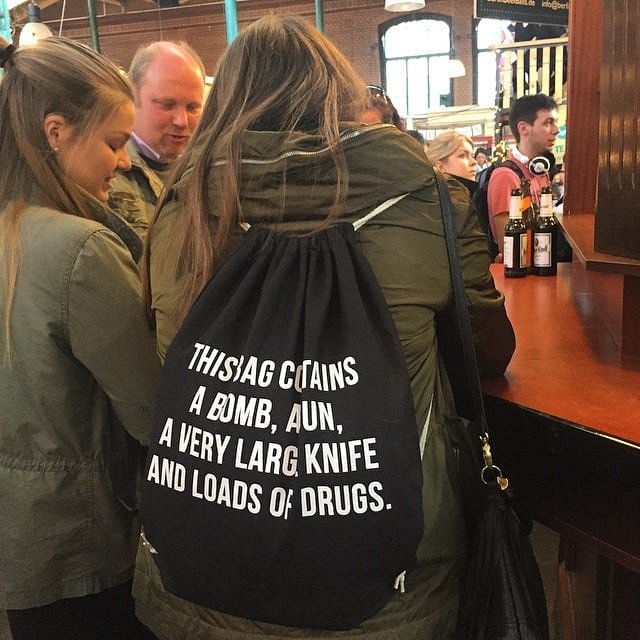 THIS BAG CONTAINS
A BOMB, A GUN,
A VERY LARGE KNIFE
AND LOADS OF DRUGS.